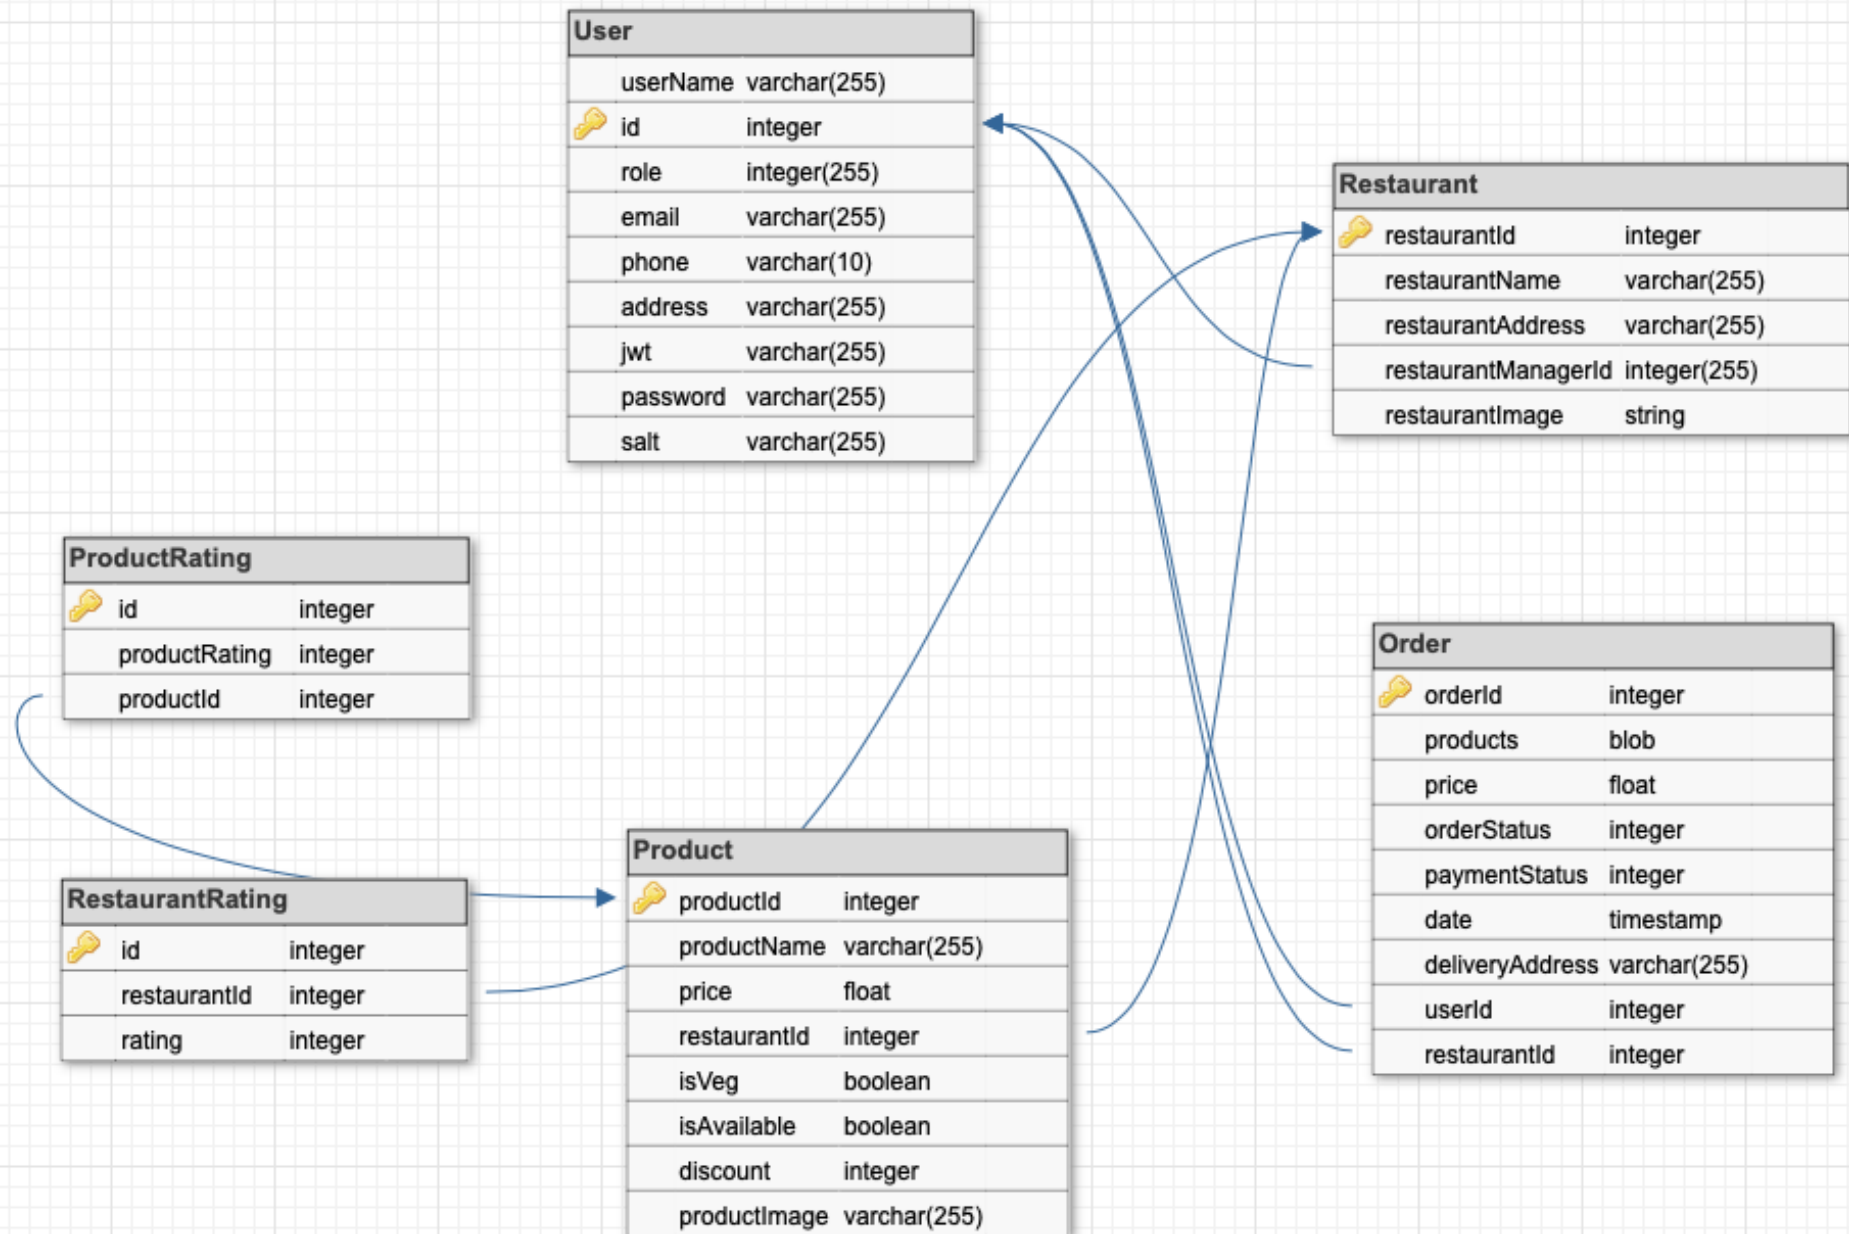 User
userName varchar(255)
id integer
role integer(255)
email varchar(255)
phone varchar(10)
address varchar(255)
jwt varchar(255)
password varchar(255)
salt varchar(255)
Restaurant
restaurantId integer
restaurantName varchar(255)
restaurantAddress varchar(255)
restaurantManagerId integer(255)
restaurantImage string
ProductRating
id integer
productRating integer
productId integer
RestaurantRating
id integer
restaurantId integer
rating integer
Product
productId integer
productName varchar(255)
price float
restaurantId integer
isVeg boolean
isAvailable boolean
discount integer
productImage varchar(255)
Order
orderId integer
products blob
price float
orderStatus integer
paymentStatus integer
date timestamp
deliveryAddress varchar(255)
userId integer
restaurantId integer